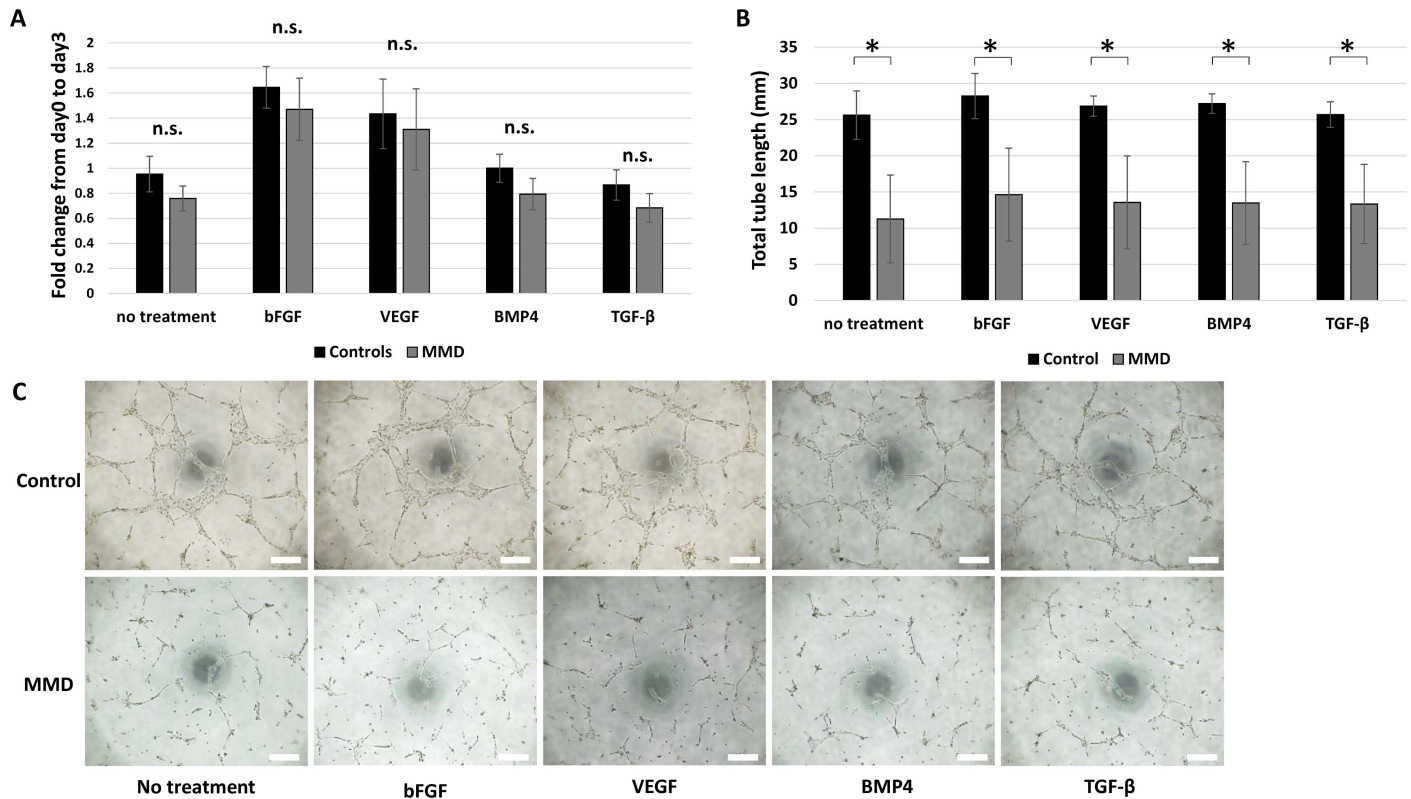 A
Fold change from day0 to day3
2
1.8
1.6
1.4
1.2
1
0.8
0.6
0.4
0.2
0
n.s.
n.s.
n.s.
n.s.
n.s.
no treatment bFGF VEGF BMP4 TGF-β
Controls MMD
B
Total tube length (mm)
35
30
25
20
15
10
5
0
* * * * *
no treatment bFGF VEGF BMP4 TGF-β
Control MMD
C
Control
MMD
No treatment bFGF VEGF BMP4 TGF-β